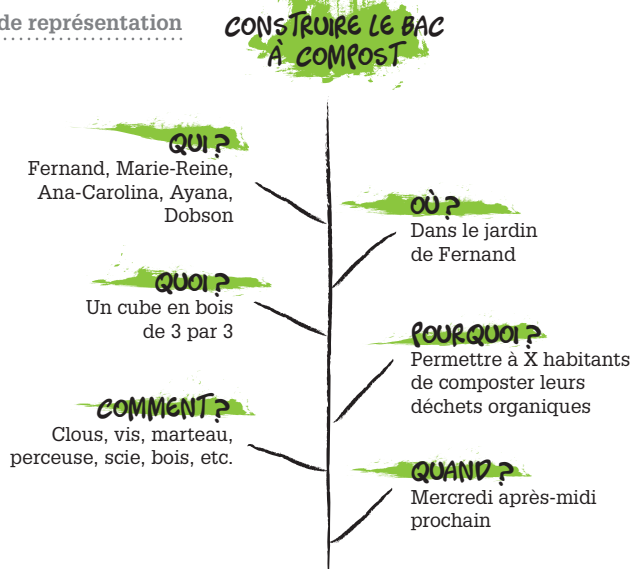 de représentation
CONSTRUIRE LE BAC
À COMPOST
QUI ?
Fernand, Marie-Reine,
Ana-Carolina, Ayana,
Dobson
OÙ ?
Dans le jardin
de Fernand
QUOI ?
Un cube en bois
de 3 par 3
POURQUOI ?
Permettre à X habitants
de composter leurs
déchets organiques
COMMENT ?
Clous, vis, marteau,
perceuse, scie, bois, etc.
QUAND ?
Mercredi après-midi
prochain